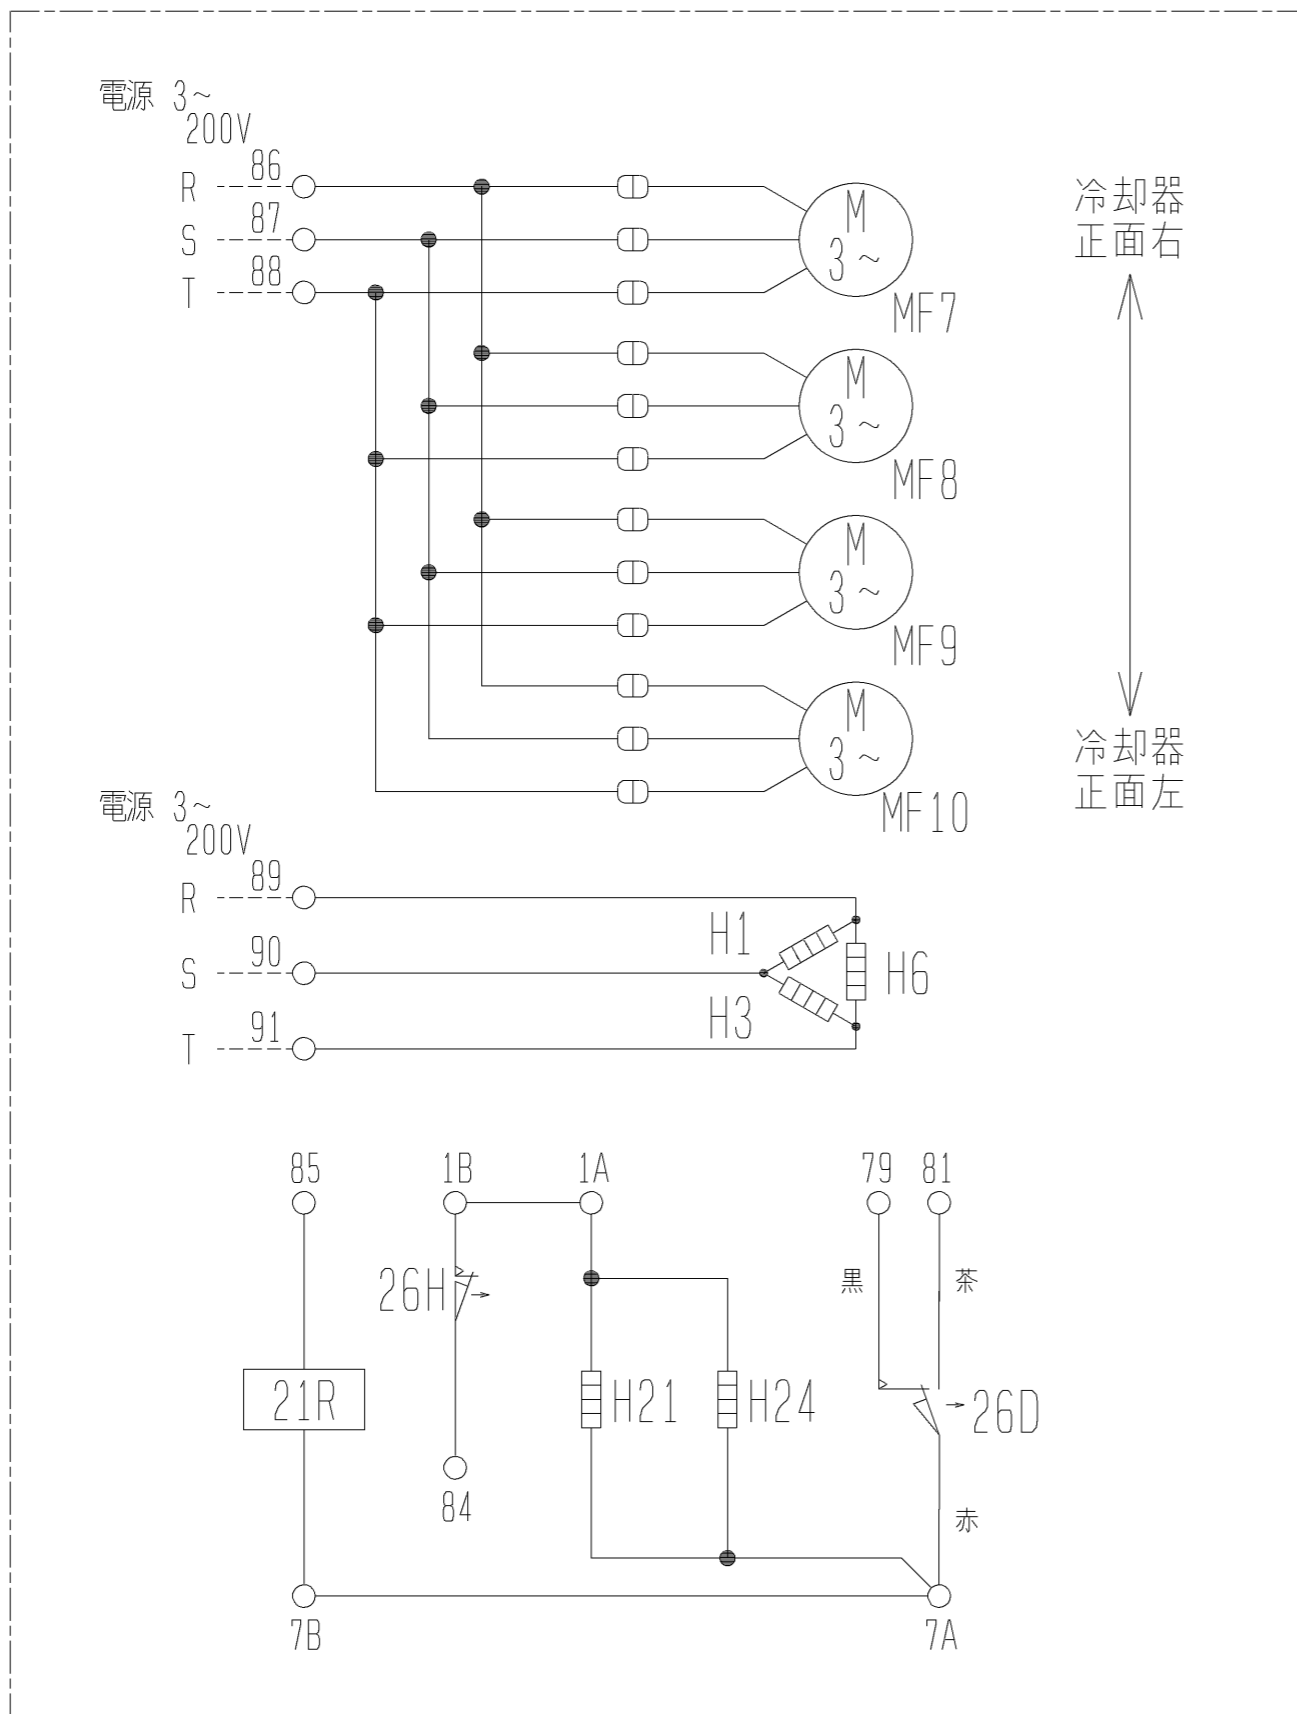 電源 3~
200V
R 86
S 87
T 88
M
3~
MF7
M
3~
MF8
M
3~
MF9
M
3~
MF10
冷却器
正面右
冷却器
正面左
電源 3~
200V
R 89
S 90
T 91
H1
H6
H3
85
1B
1A
79
81
26H
黒
茶
21R
H21
H24
26D
84
赤
7B
7A